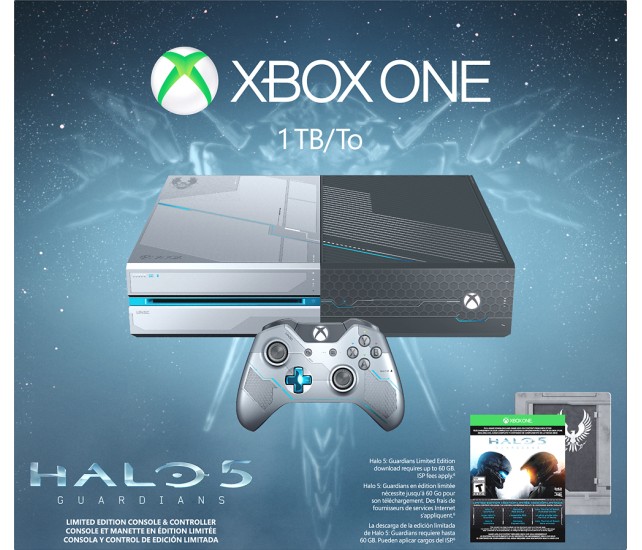 XBOX ONE
1TB/To
HALO 5
GUARDIANS
LIMITED EDITION CONSOLE & CONTROLLER
CONSOLE ET MANETTE EN ÉDITION LIMITÉE
CONSOLA Y CONTROL DE EDICIÓN LIMITADA
Halo 5: Guardians Limited Edition
download requires up to 60 GB.
ISP fees apply.*
Halo 5: Guardians en édition limitée
nécessite jusqu'à 60 Go pour
son téléchargement. Des frais de
fournisseurs de services Internet
s'appliquent.*
La descarga de la edición limitada
de Halo 5: Guardians requiere hasta
60 GB. Pueden aplicar cargos del ISP.*
XBOX ONE
HALO 5
GUARDIANS